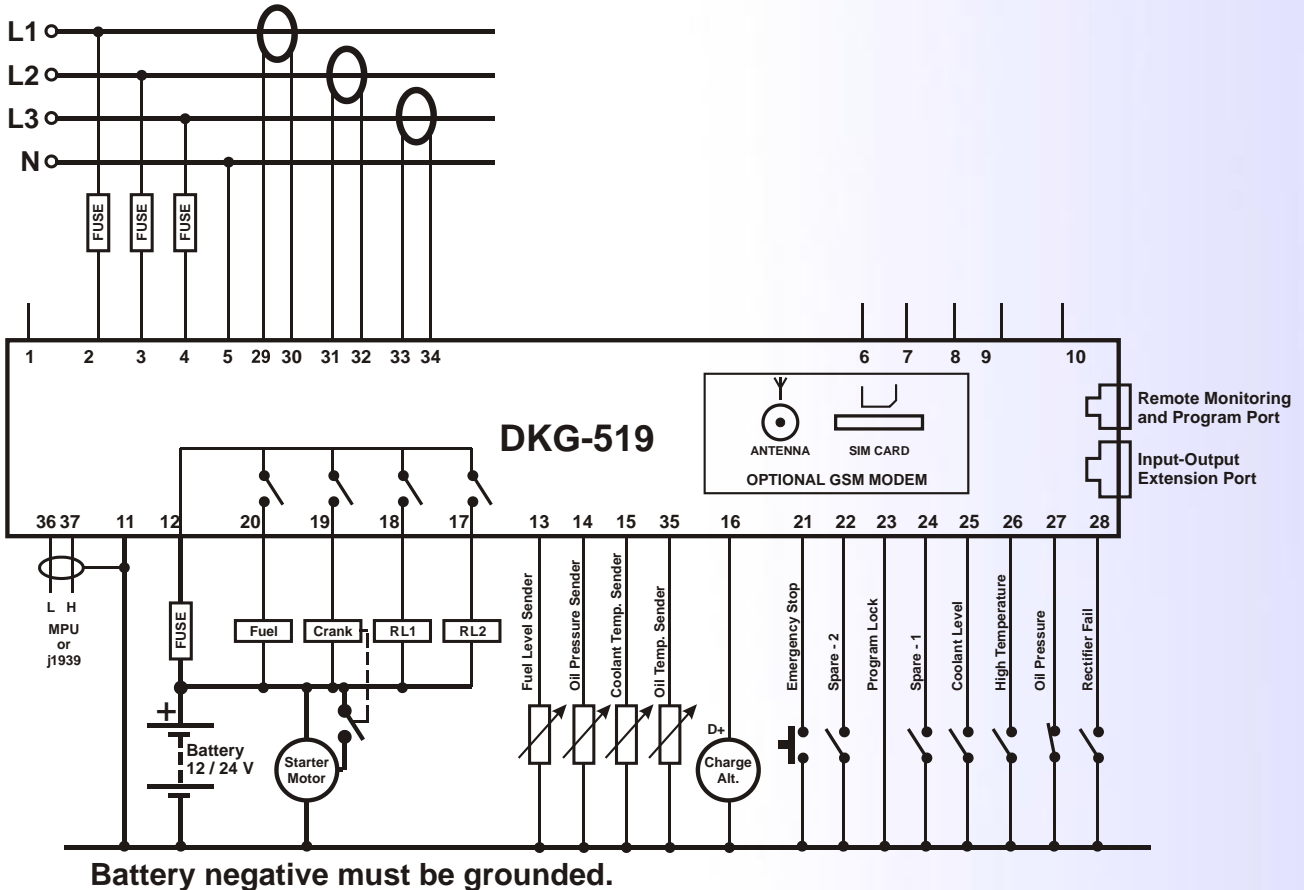 L1
L2
L3
N
FUSE
FUSE
FUSE
1 2 3 4 5 29 30 31 32 33 34 6 7 8 9 10
ANTENNA
SIM CARD
OPTIONAL GSM MODEM
DKG-519
Remote Monitoring
and Program Port
Input-Output
Extension Port
36 37 11 12 20 19 18 17 13 14 15 35 16 21 22 23 24 25 26 27 28
L H
MPU
or
j1939
FUSE
Fuel
Crank
RL1
RL2
Fuel Level Sender
Oil Pressure Sender
Coolant Temp. Sender
Oil Temp. Sender
Emergency Stop
Spare - 2
Program Lock
Spare - 1
Coolant Level
High Temperature
Oil Pressure
Rectifier Fail
+
Battery
12 / 24 V
Starter
Motor
D+
Charge
Alt.
Battery negative must be grounded.